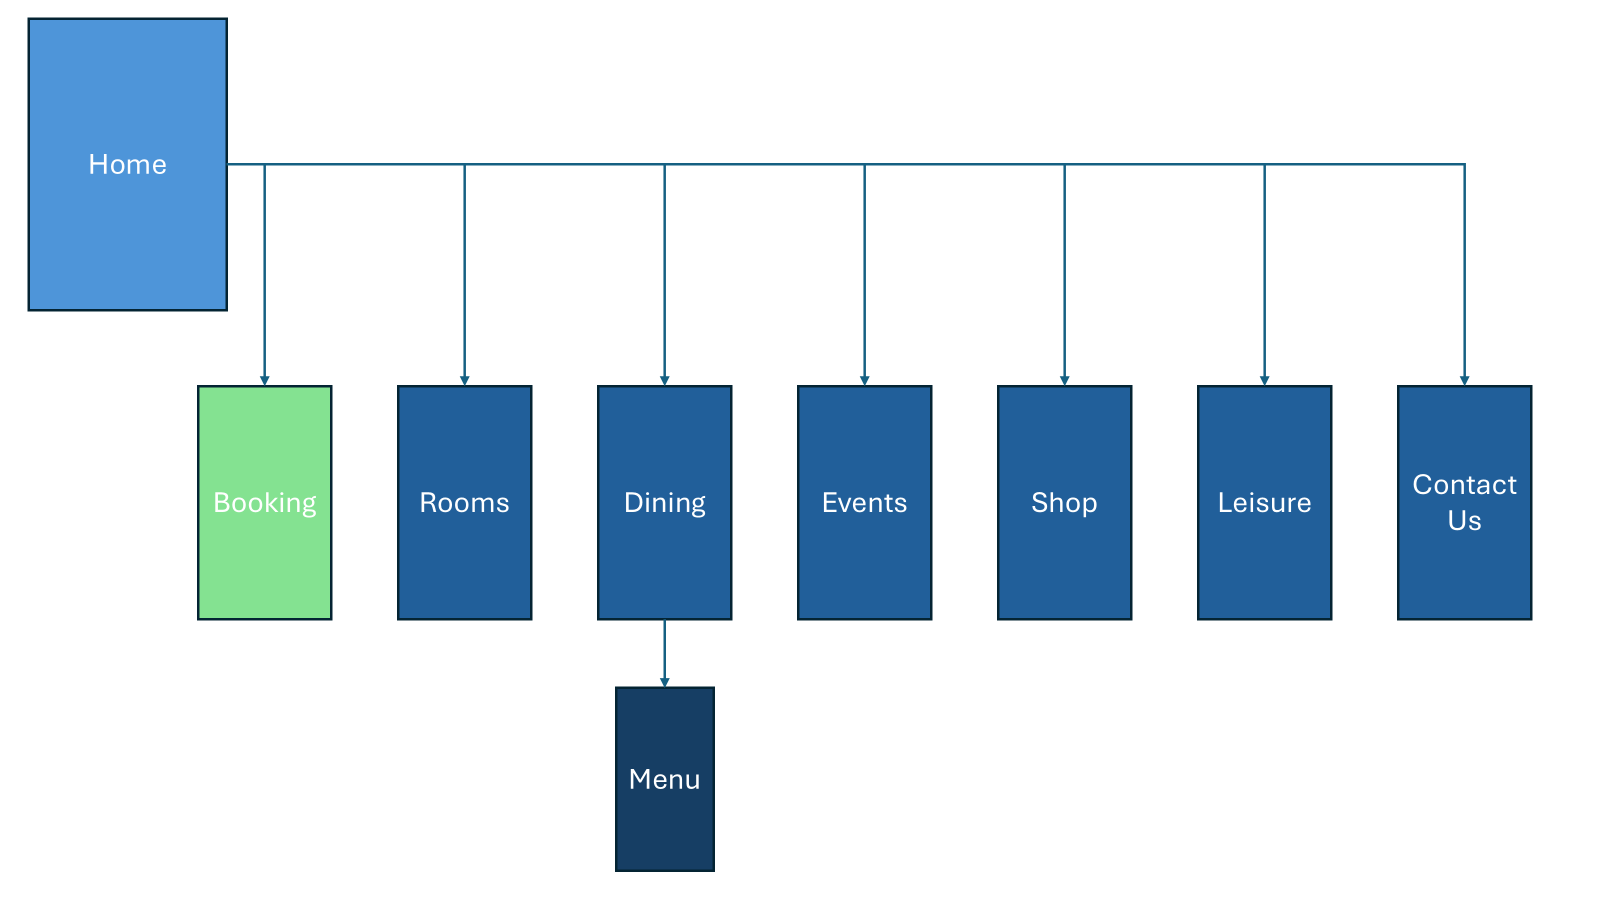 Home
Booking
Rooms
Dining
Events
Shop
Leisure
Contact
Us
Menu